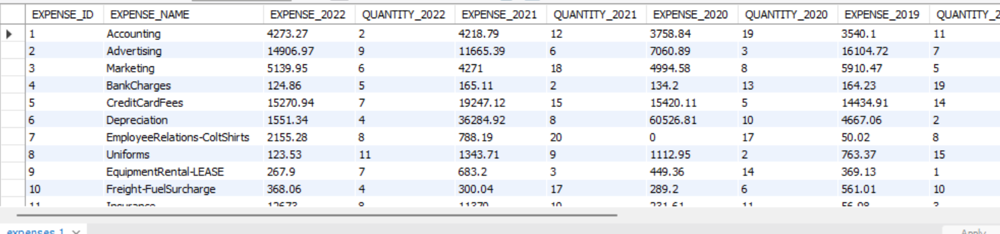 EXPENSE_ID EXPENSE_NAME EXPENSE_2022 QUANTITY_2022 EXPENSE_2021 QUANTITY_2021 EXPENSE_2020 QUANTITY_2020 EXPENSE_2019 QUANTITY_2
1 Accounting 4273.27 2 4218.79 12 3758.84 19 3540.1 11
2 Advertising 14906.97 9 11665.39 6 7060.89 3 16104.72 7
3 Marketing 5139.95 6 4271 18 4994.58 8 5910.47 5
4 BankCharges 124.86 5 165.11 2 134.2 13 164.23 19
5 CreditCardFees 15270.94 7 19247.12 15 15420.11 5 14434.91 14
6 Depreciation 1551.34 4 36284.92 8 60526.81 10 4667.06 2
7 EmployeeRelations-ColtShirts 2155.28 8 788.19 20 0 17 50.02 8
8 Uniforms 123.53 11 1343.71 9 1112.95 2 763.37 15
9 EquipmentRental-LEASE 267.9 7 683.2 3 449.36 14 369.13 1
10 Freight-FuelSurcharge 368.06 4 300.04 17 289.2 6 561.01 10
11 Insurance 12673 11370 231.61 11 56.98
expenses 1 Apply